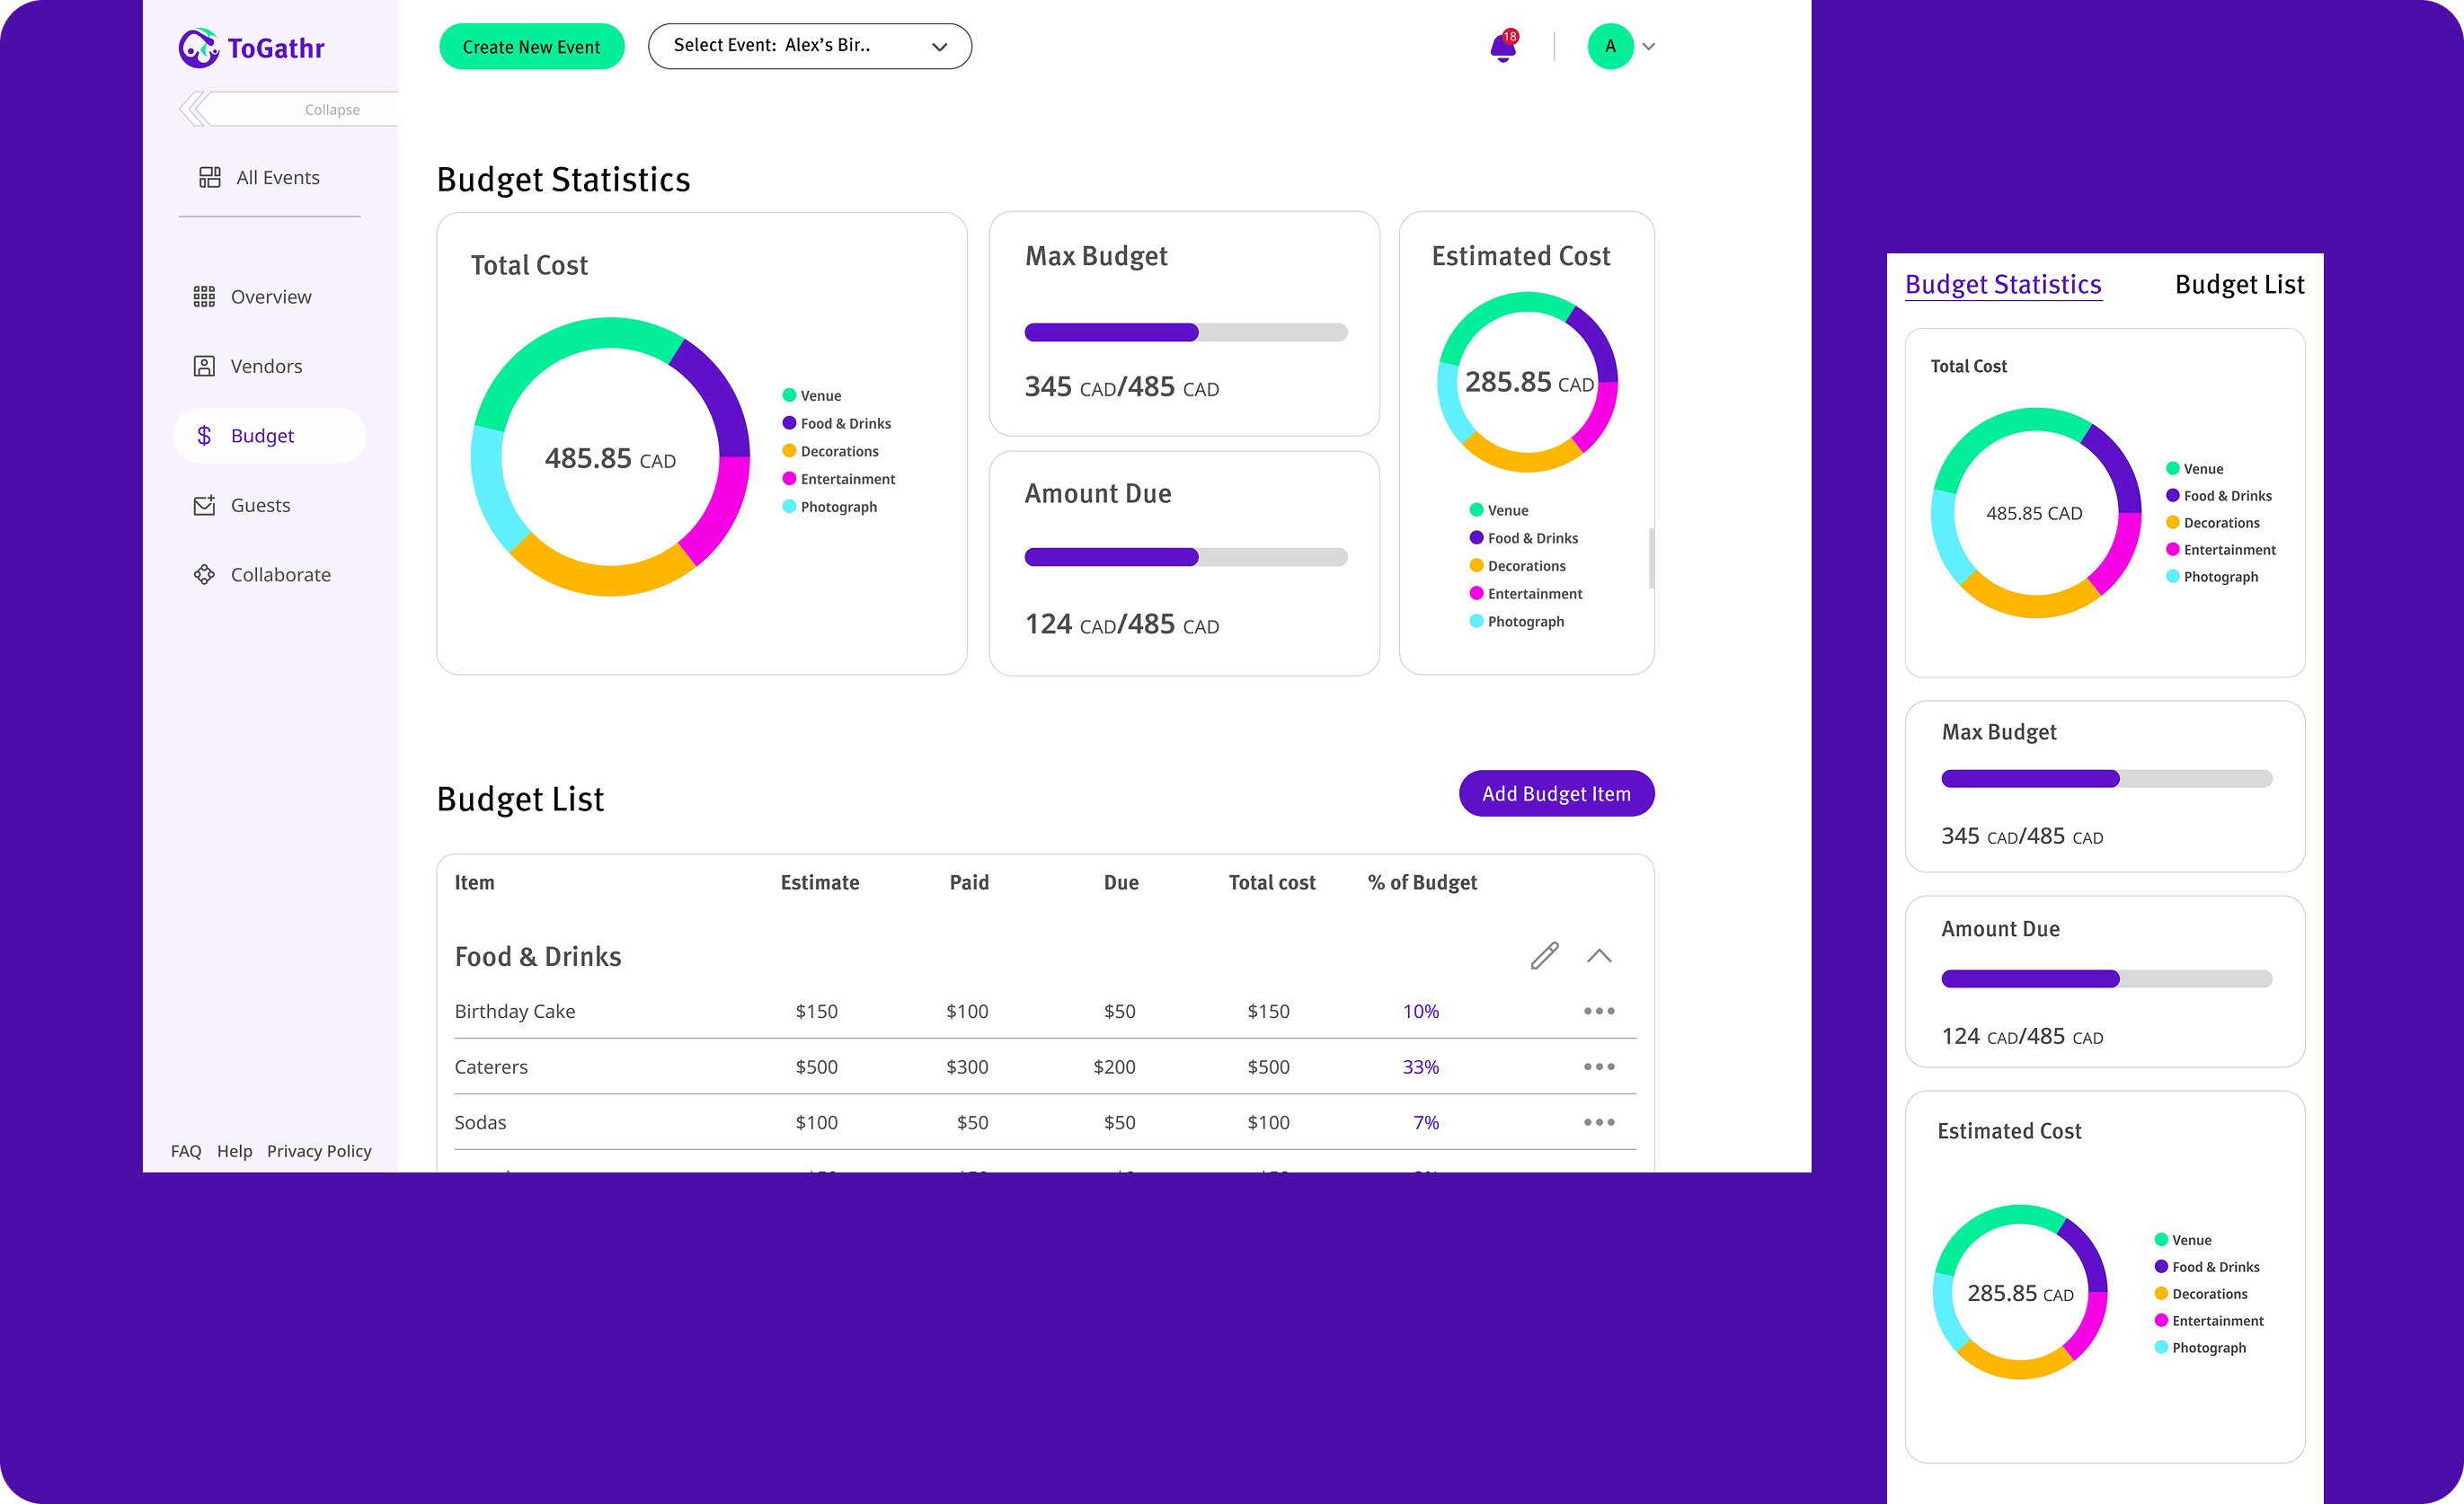 ToGathr
Collapse
All Events
Overview
Vendors
Budget
Guests
Collaborate
FAQ Help Privacy Policy
Create New Event
Select Event: Alex's Bir..
18
A
Budget Statistics
Total Cost
485.85 CAD
Venue
Food & Drinks
Decorations
Entertainment
Photograph
Max Budget
345 CAD/485 CAD
Amount Due
124 CAD/485 CAD
Estimated Cost
285.85 CAD
Venue
Food & Drinks
Decorations
Entertainment
Photograph
Budget List
Add Budget Item
Item Estimate Paid Due Total cost % of Budget
Food & Drinks
Birthday Cake $150 $100 $50 $150 10%
Caterers $500 $300 $200 $500 33%
Sodas $100 $50 $50 $100 7%
Budget Statistics Budget List
Total Cost
485.85 CAD
Venue
Food & Drinks
Decorations
Entertainment
Photograph
Max Budget
345 CAD/485 CAD
Amount Due
124 CAD/485 CAD
Estimated Cost
285.85 CAD
Venue
Food & Drinks
Decorations
Entertainment
Photograph